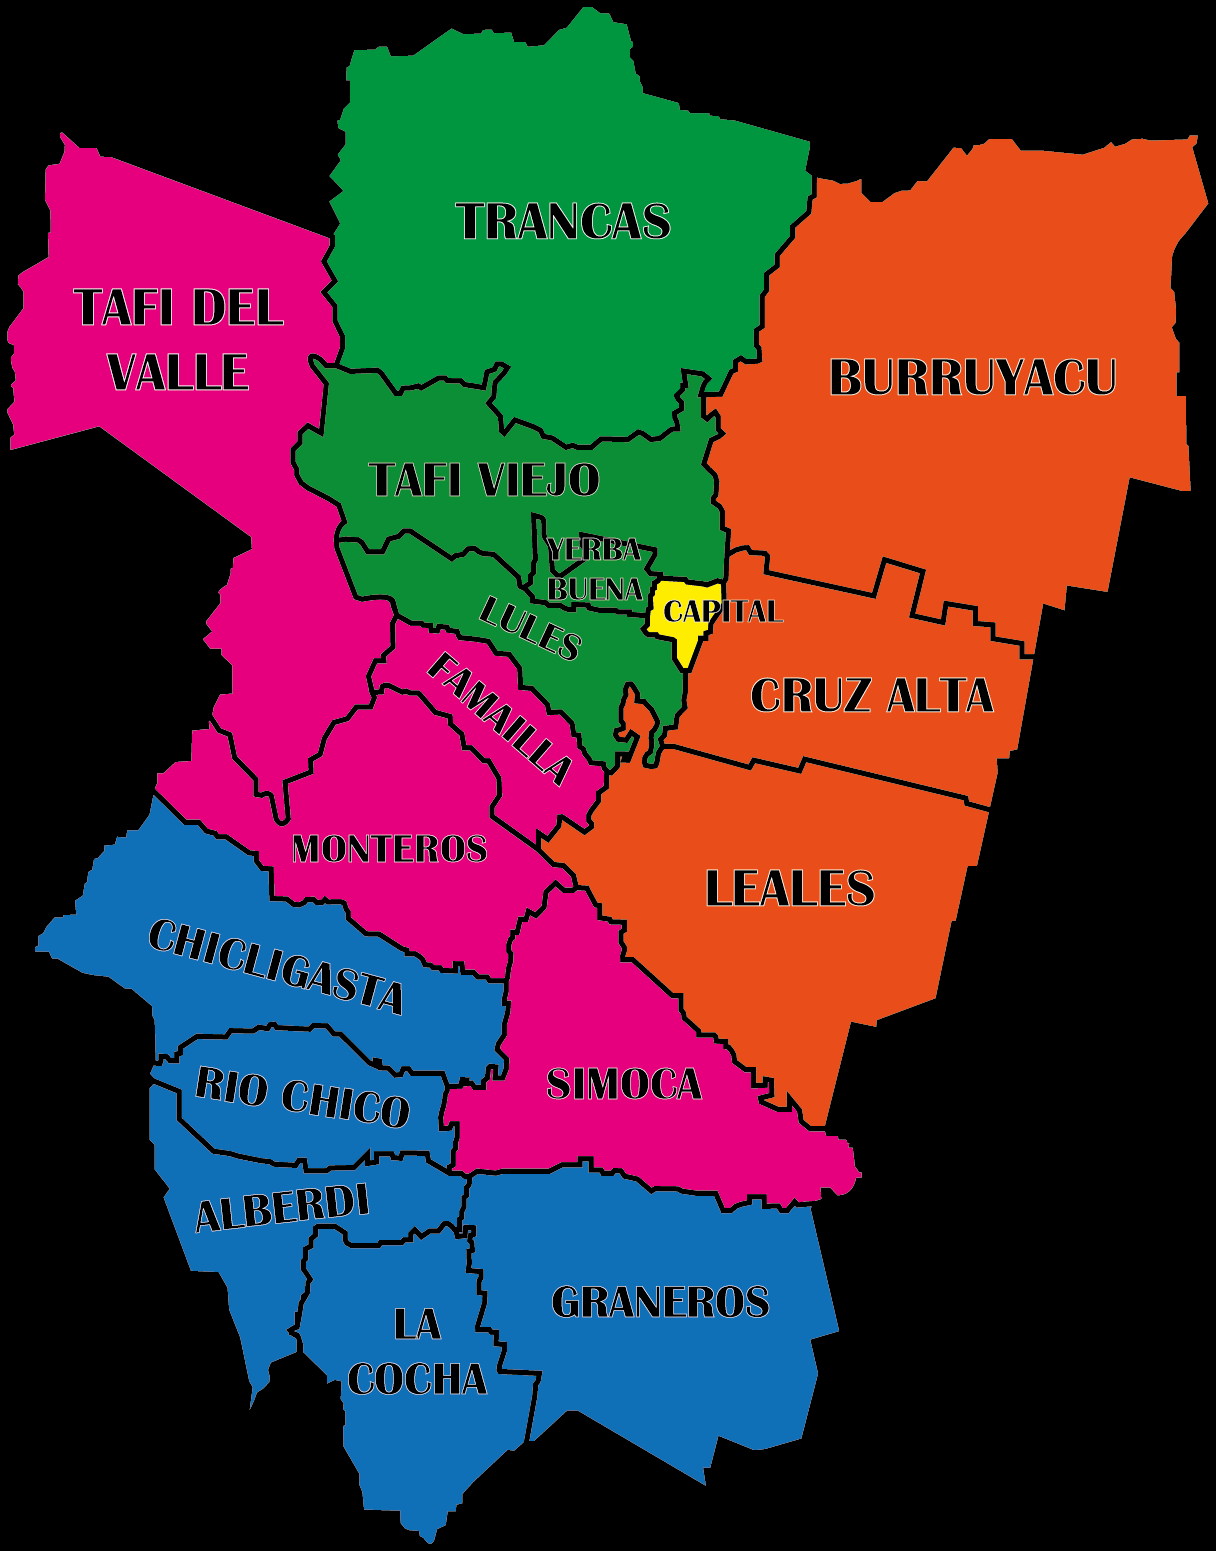 TRANCAS
TAFI DEL
VALLE
BURRUYACU
TAFI VIEJO
YERBA
BUENA
CAPITAL
LULES
FAMAILLA
CRUZ ALTA
MONTEROS
LEALES
CHICLIGASTA
SIMOCA
RIO CHICO
ALBERDI
GRANEROS
LA
COCHA